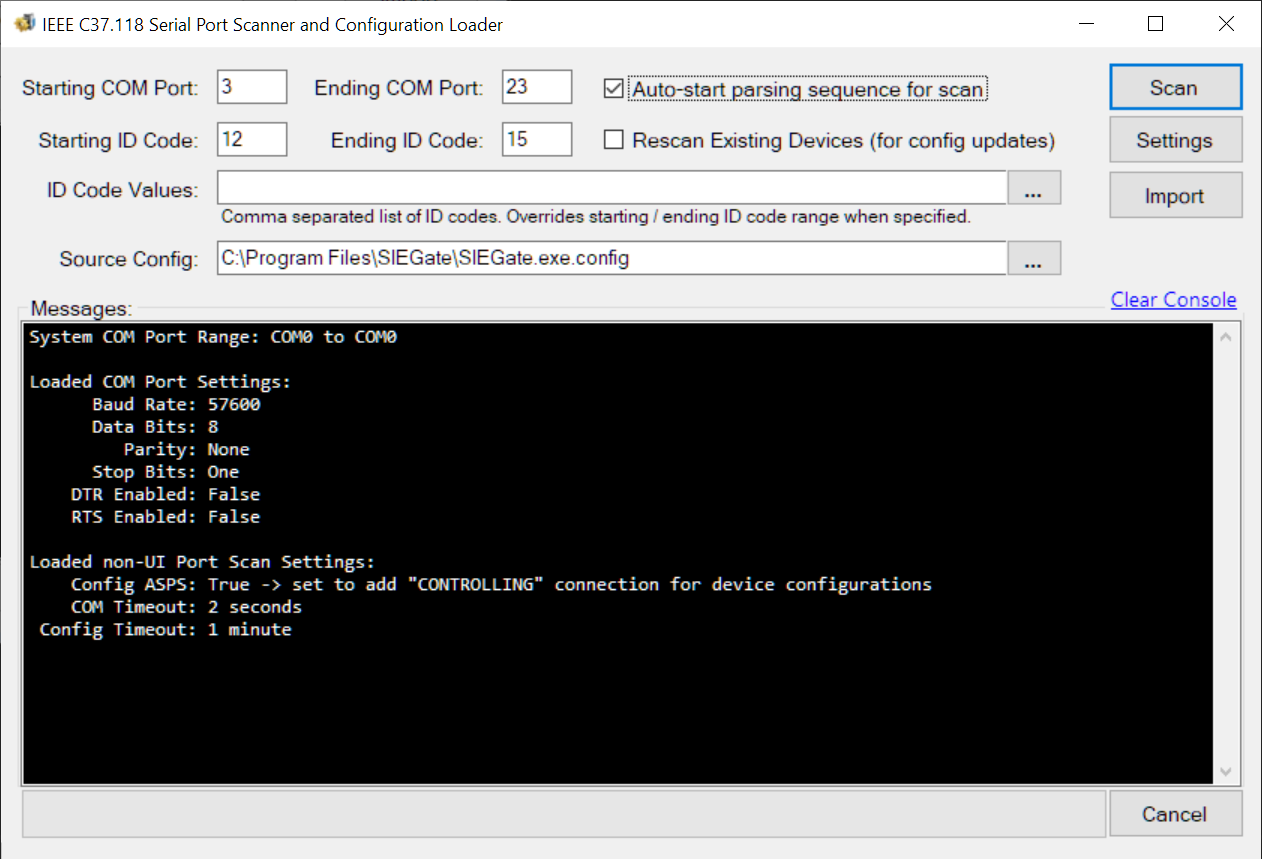 IEEE C37.118 Serial Port Scanner and Configuration Loader
Starting COM Port: 3 Ending COM Port: 23 Auto-start parsing sequence for scan Scan
Starting ID Code: 12 Ending ID Code: 15 Rescan Existing Devices (for config updates) Settings
ID Code Values: ... Import
Comma separated list of ID codes. Overrides starting / ending ID code range when specified.
Source Config: C:\Program Files\SIEGate\SIEGate.exe.config ...
Messages: Clear Console
System COM Port Range: COM0 to COM0
Loaded COM Port Settings:
Baud Rate: 57600
Data Bits: 8
Parity: None
Stop Bits: One
DTR Enabled: False
RTS Enabled: False
Loaded non-UI Port Scan Settings:
Config ASPS: True -> set to add "CONTROLLING" connection for device configurations
COM Timeout: 2 seconds
Config Timeout: 1 minute
Cancel